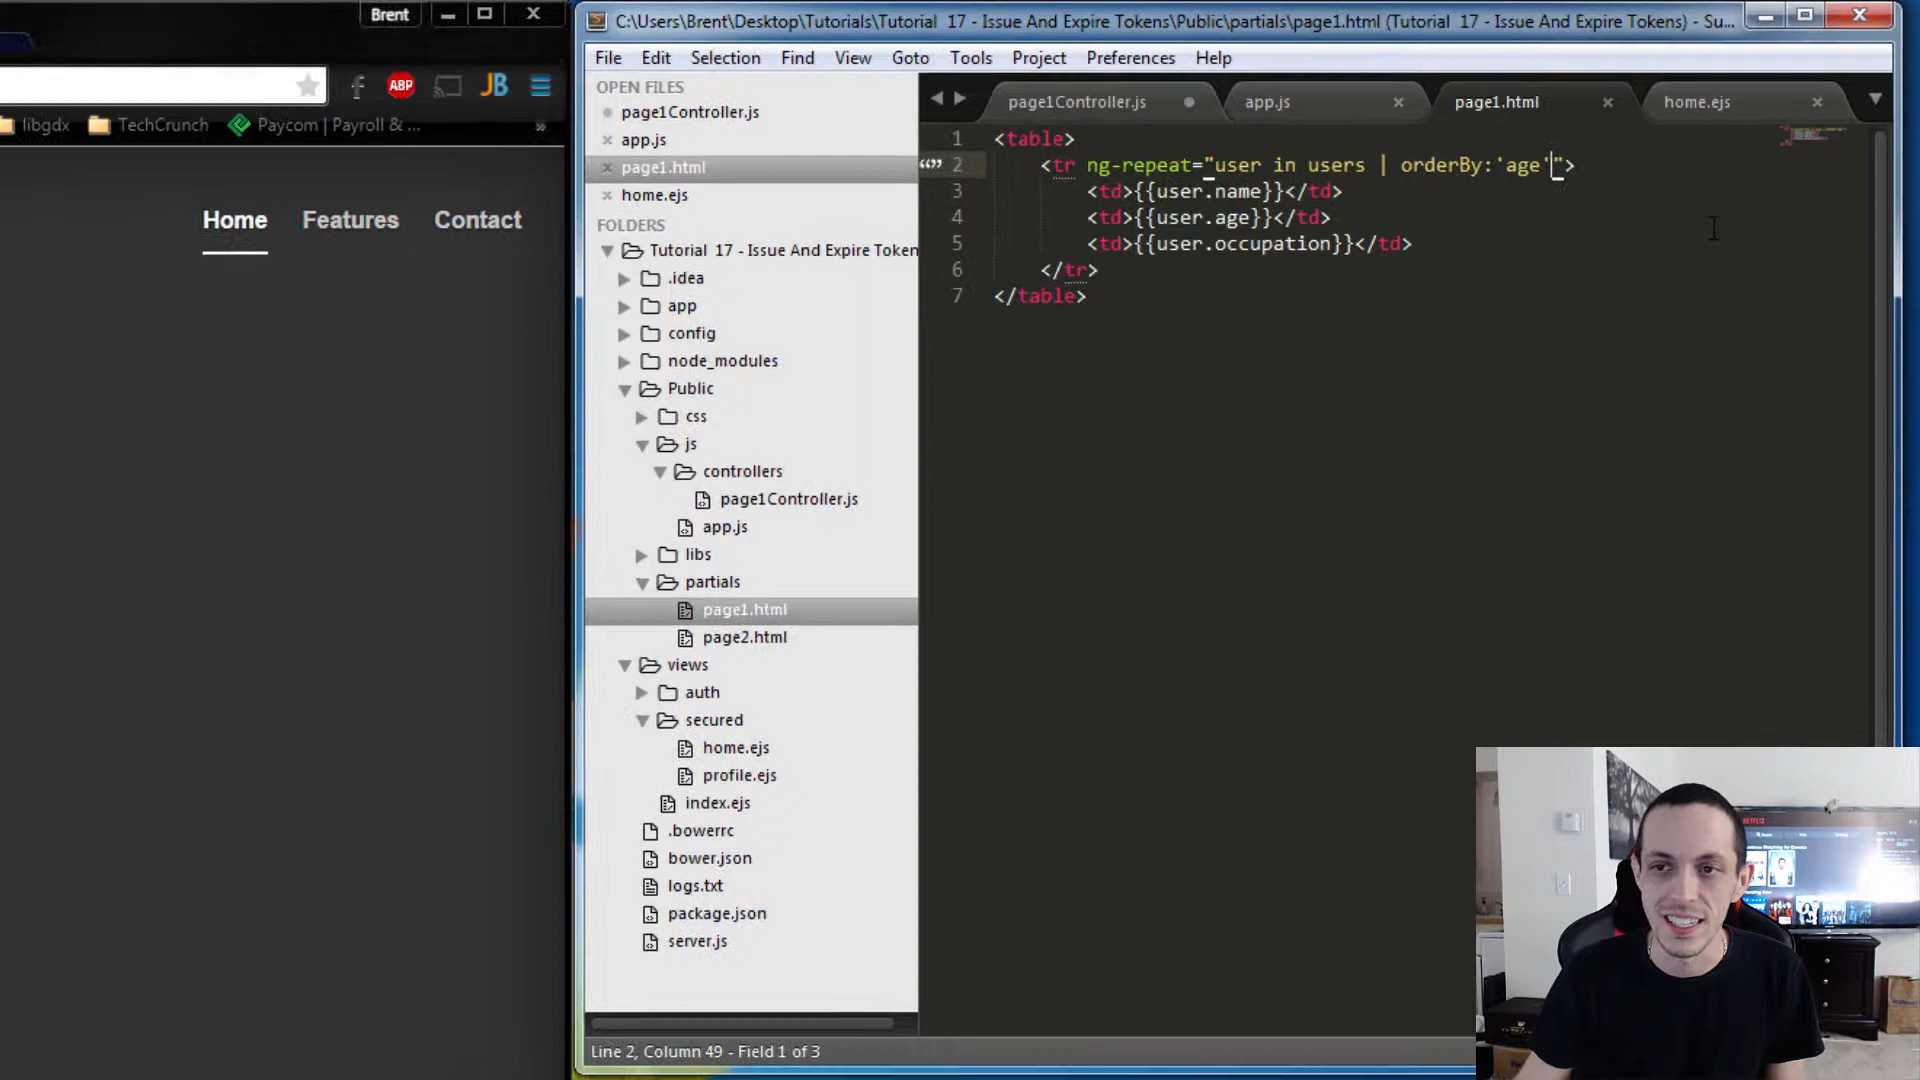 Brent
C:\Users\Brent\Desktop\Tutorials\Tutorial 17 - Issue And Expire Tokens\Public\partials\page1.html (Tutorial 17 - Issue And Expire Tokens) - Su...
File Edit Selection Find View Goto Tools Project Preferences Help
ABP JB
libgdx TechCrunch Paycom | Payroll & ... »
Home Features Contact
OPEN FILES
page1Controller.js
app.js
page1.html
home.ejs
FOLDERS
Tutorial 17 - Issue And Expire Token
.idea
app
config
node_modules
Public
css
js
controllers
page1Controller.js
app.js
libs
partials
page1.html
page2.html
views
auth
secured
home.ejs
profile.ejs
index.ejs
.bowerrc
bower.json
logs.txt
package.json
server.js
page1Controller.js app.js page1.html home.ejs
1 <table>
2 <tr ng-repeat="user in users | orderBy:'age'">
3 <td>{{user.name}}</td>
4 <td>{{user.age}}</td>
5 <td>{{user.occupation}}</td>
6 </tr>
7 </table>
Line 2, Column 49 - Field 1 of 3
NETFLIX